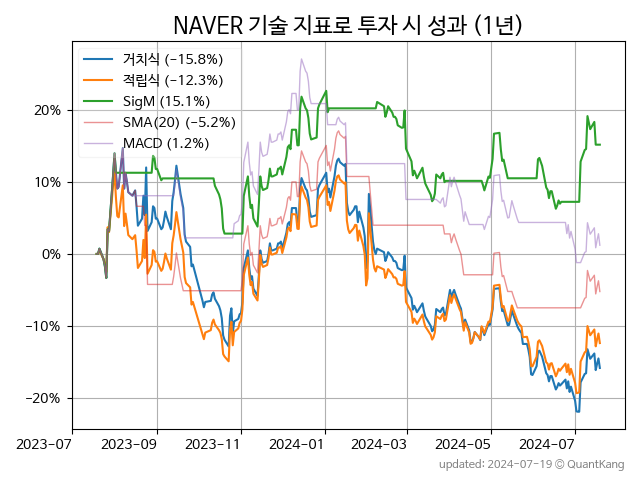 NAVER 기술 지표로 투자 시 성과 (1년)
거치식 (−15.8%)
적립식 (−12.3%)
SigM (15.1%)
SMA(20) (−5.2%)
MACD (1.2%)
20%
10%
0%
−10%
−20%
2023-07
2023-09
2023-11
2024-01
2024-03
2024-05
2024-07
updated: 2024-07-19 © QuantKang